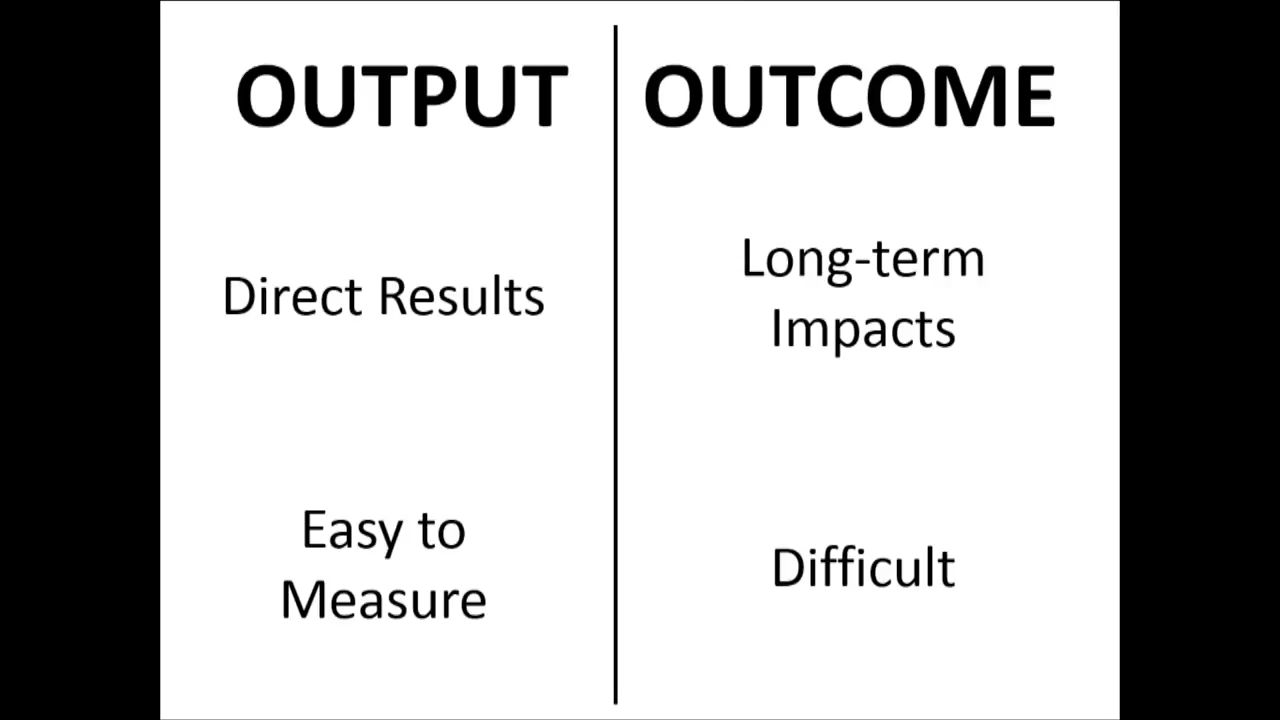 OUTPUT
OUTCOME
Direct Results
Long-term
Impacts
Easy to
Measure
Difficult